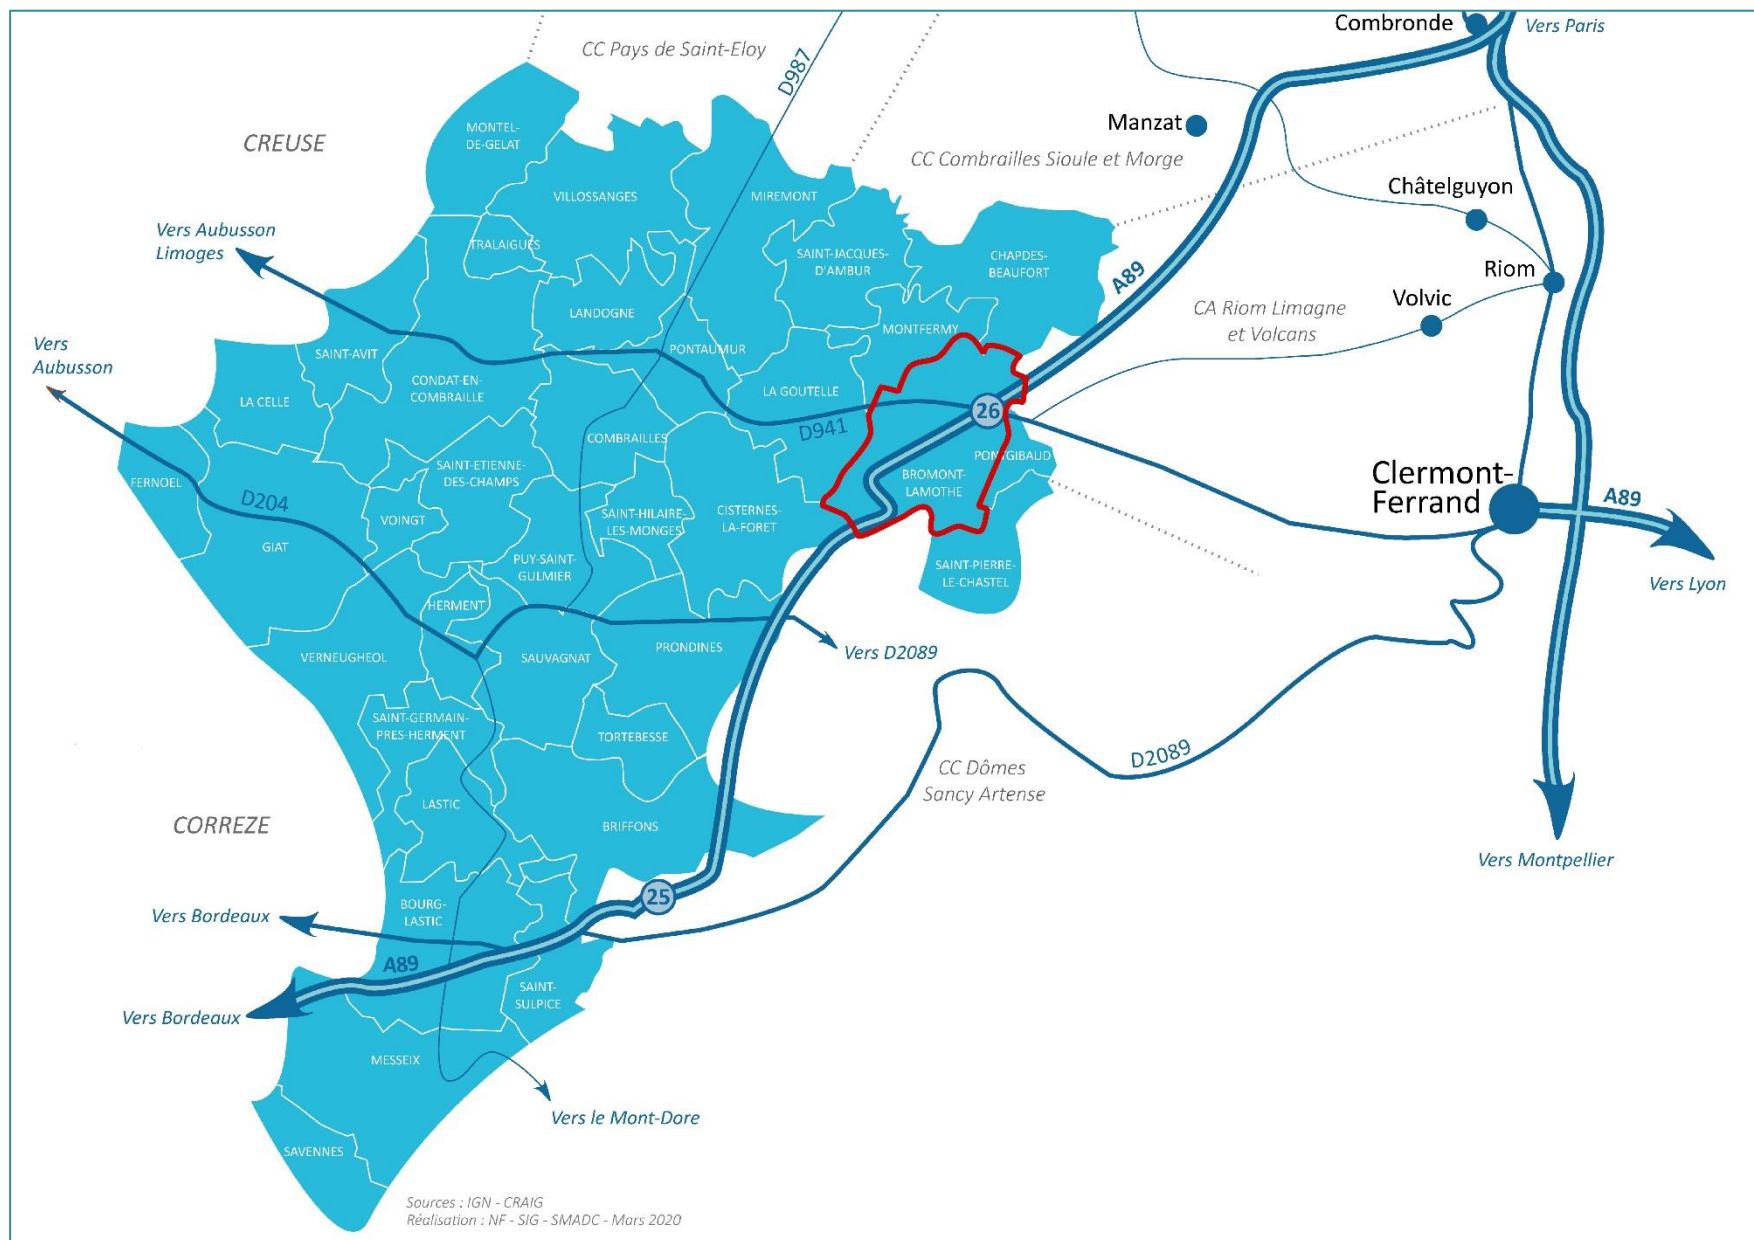 Combronde
Vers Paris
CC Pays de Saint-Eloy
D987
CREUSE
MONTEL-
DE-GELAT
Manzat
CC Combrailles Sioule et Morge
VILLOSSANGES
MIREMONT
Châtelguyon
Vers Aubusson
Limoges
TRALAIGUES
SAINT-JACQUES-
D'AMBUR
CHAPDES-
BEAUFORT
A89
Riom
Volvic
CA Riom Limagne
et Volcans
LANDOGNE
MONTFERMY
Vers
Aubusson
SAINT-AVIT
PONTAUMUR
CONDAT-EN-
COMBRAILLE
LA GOUTELLE
LA CELLE
26
D941
COMBRAILLES
PONTGIBAUD
BROMONT-
LAMOTHE
SAINT-ETIENNE-
DES-CHAMPS
FERNOEL
D204
VOINGT
SAINT-HILAIRE-
LES-MONGES
CISTERNES-
LA-FORET
Clermont-
Ferrand
A89
GIAT
PUY-SAINT-
GULMIER
SAINT-PIERRE-
LE-CHASTEL
Vers Lyon
HERMENT
VERNEUGHEOL
SAUVAGNAT
PRONDINES
Vers D2089
SAINT-GERMAIN-
PRES-HERMENT
TORTEBESSE
D2089
CC Dômes
Sancy Artense
LASTIC
CORREZE
BRIFFONS
Vers Montpellier
25
BOURG-
LASTIC
Vers Bordeaux
A89
SAINT-
SULPICE
Vers Bordeaux
MESSEIX
Vers le Mont-Dore
SAVENNES
Sources : IGN - CRAIG
Réalisation : NF - SIG - SMADC - Mars 2020